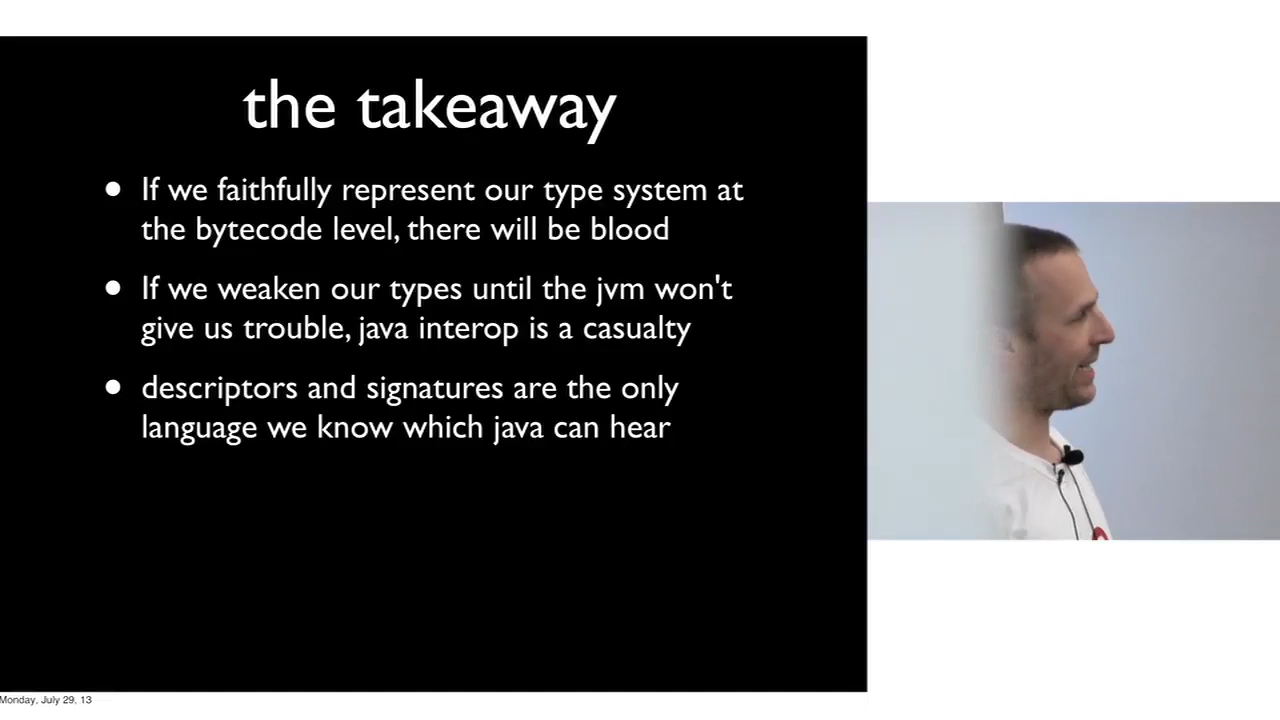 the takeaway
• If we faithfully represent our type system at
the bytecode level, there will be blood
• If we weaken our types until the jvm won't
give us trouble, java interop is a casualty
• descriptors and signatures are the only
language we know which java can hear
Monday, July 29, 13